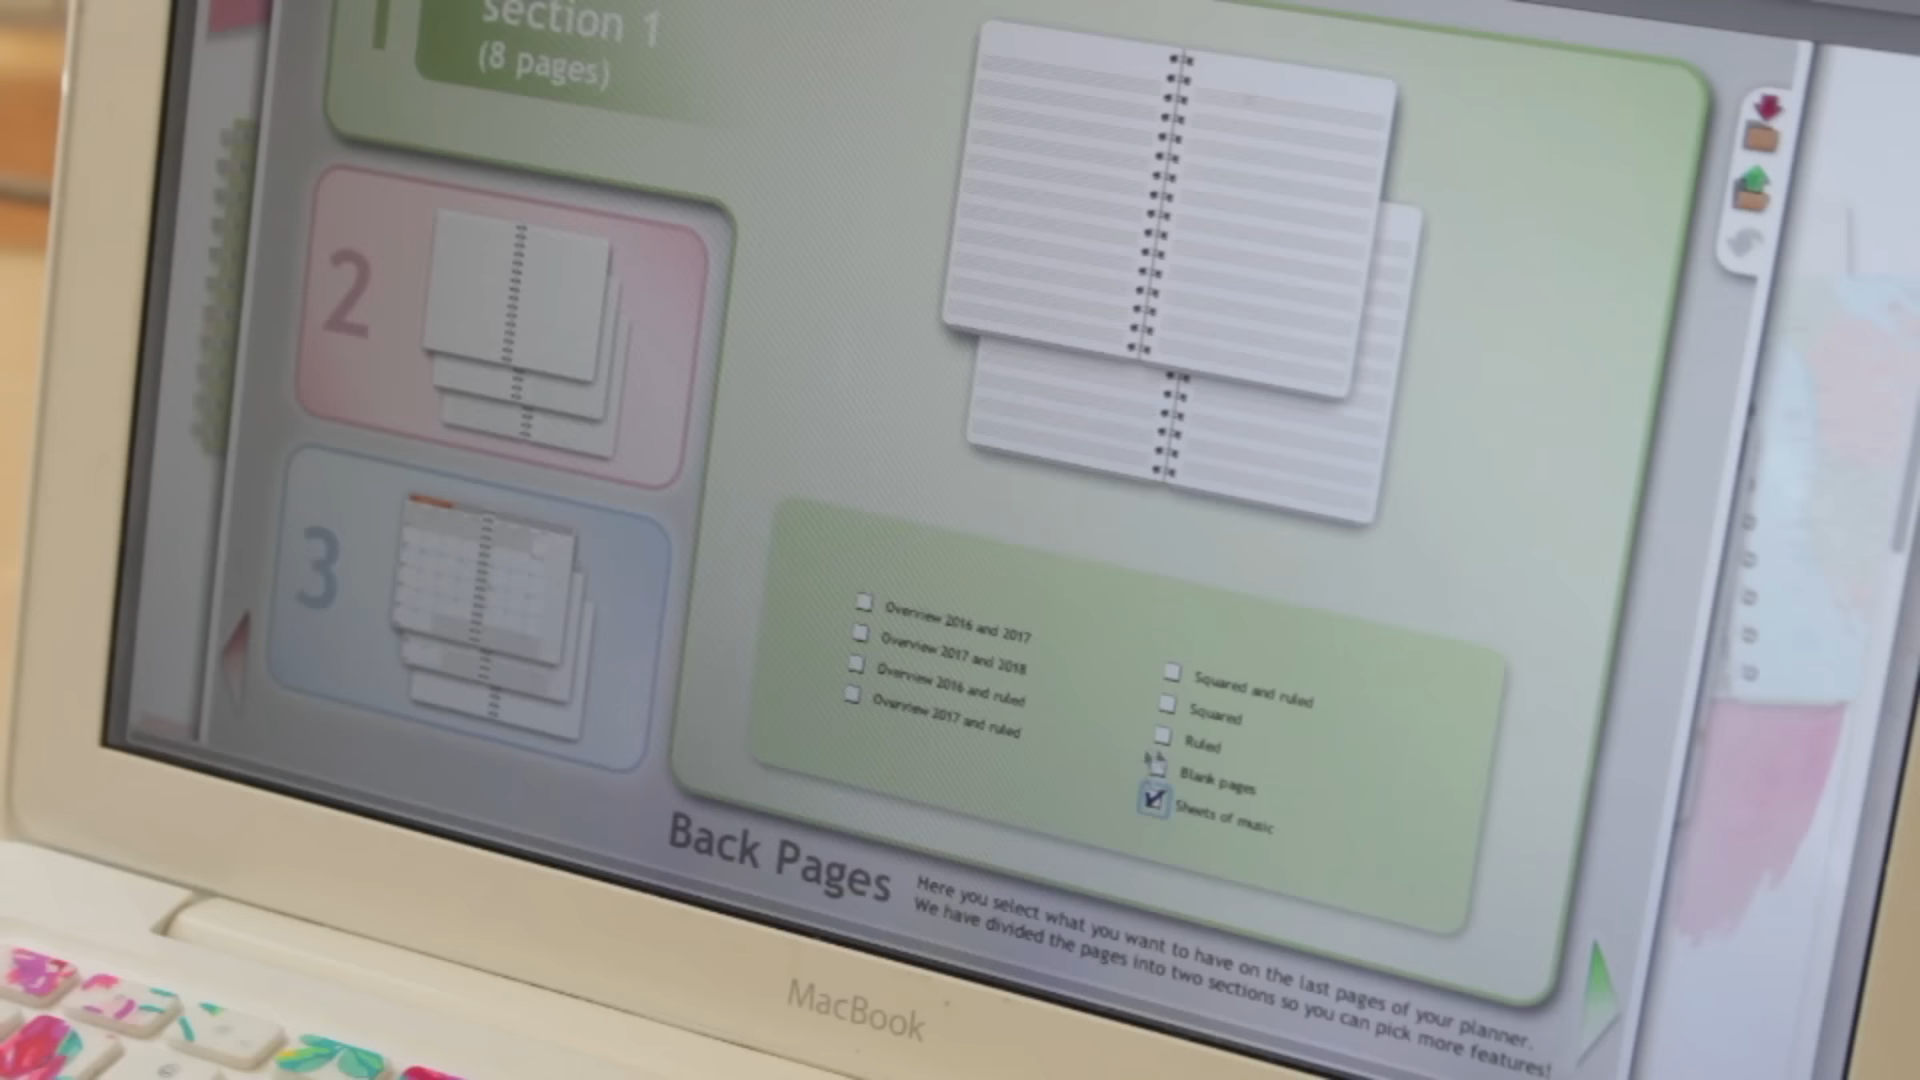 1
section 1
(8 pages)
2
3
Overview 2016 and 2017
Overview 2017 and 2018
Overview 2016 and ruled
Overview 2017 and ruled
Squared and ruled
Squared
Ruled
Blank pages
Sheets of music
Back Pages
Here you select what you want to have on the last pages of your planner.
We have divided the pages into two sections so you can pick more features!
MacBook